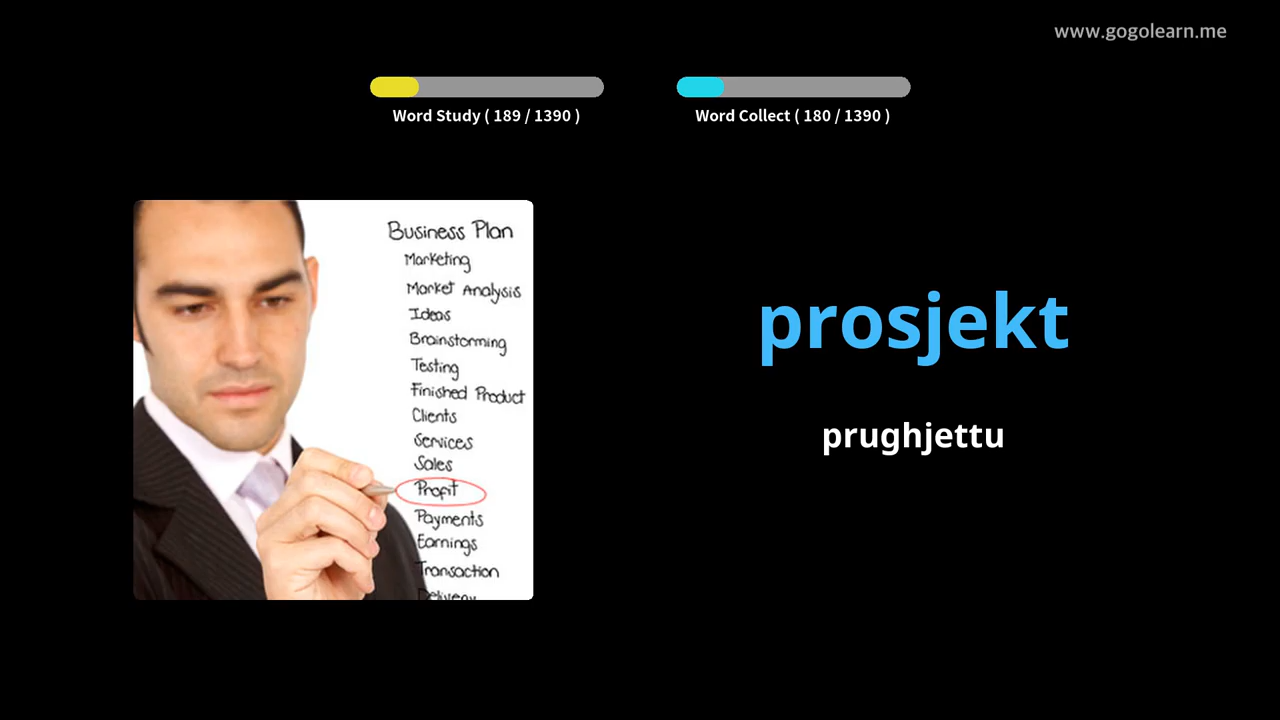 www.gogolearn.me
Word Study ( 189 / 1390 )
Word Collect ( 180 / 1390 )
Business Plan
Marketing
Market Analysis
Ideas
Brainstorming
Testing
Finished Product
Clients
Services
Sales
Profit
Payments
Earnings
Transaction
Delivery
prosjekt
prughjettu